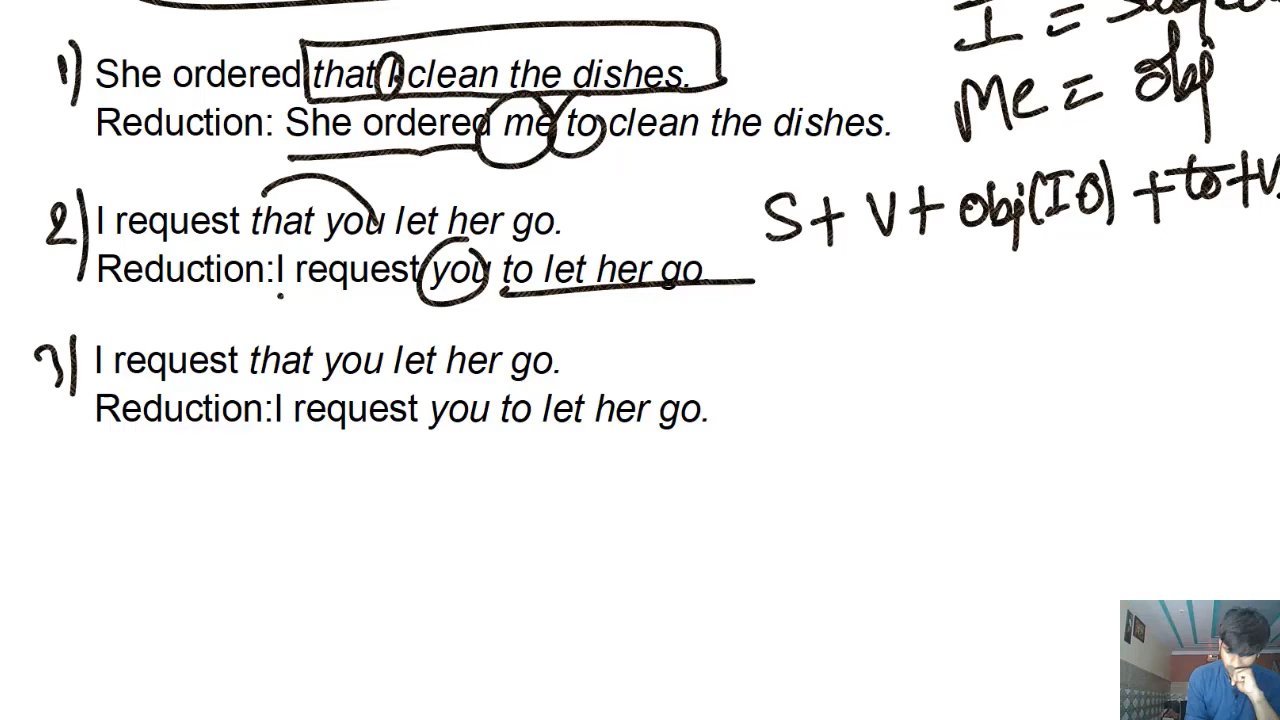 I =
Me = obj
1) She ordered that I clean the dishes.
Reduction: She ordered me to clean the dishes.
S + V + obj(IO) + to + V
2) I request that you let her go.
Reduction:I request you to let her go.
3) I request that you let her go.
Reduction:I request you to let her go.